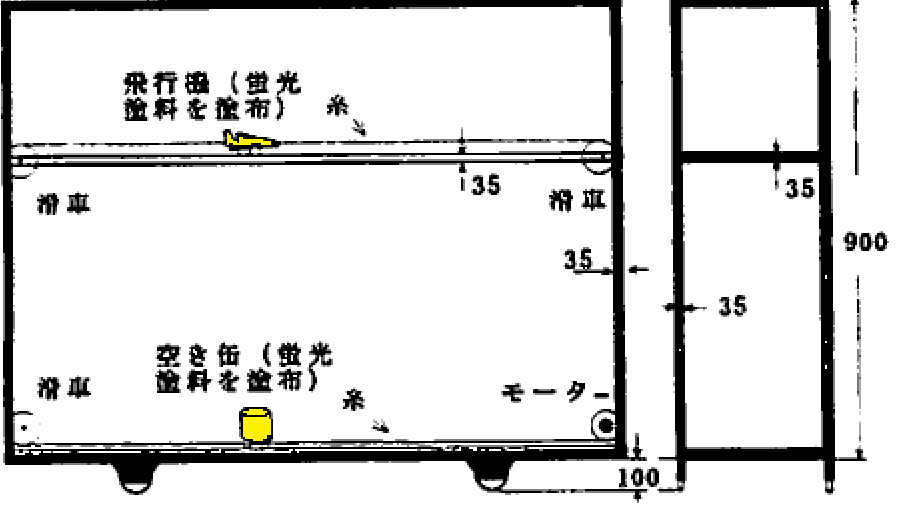 飛行機（蛍光
塗料を塗布）
糸
35
滑車
滑車
35
35
900
35
空き缶（蛍光
塗料を塗布）
滑車
糸
モーター
100